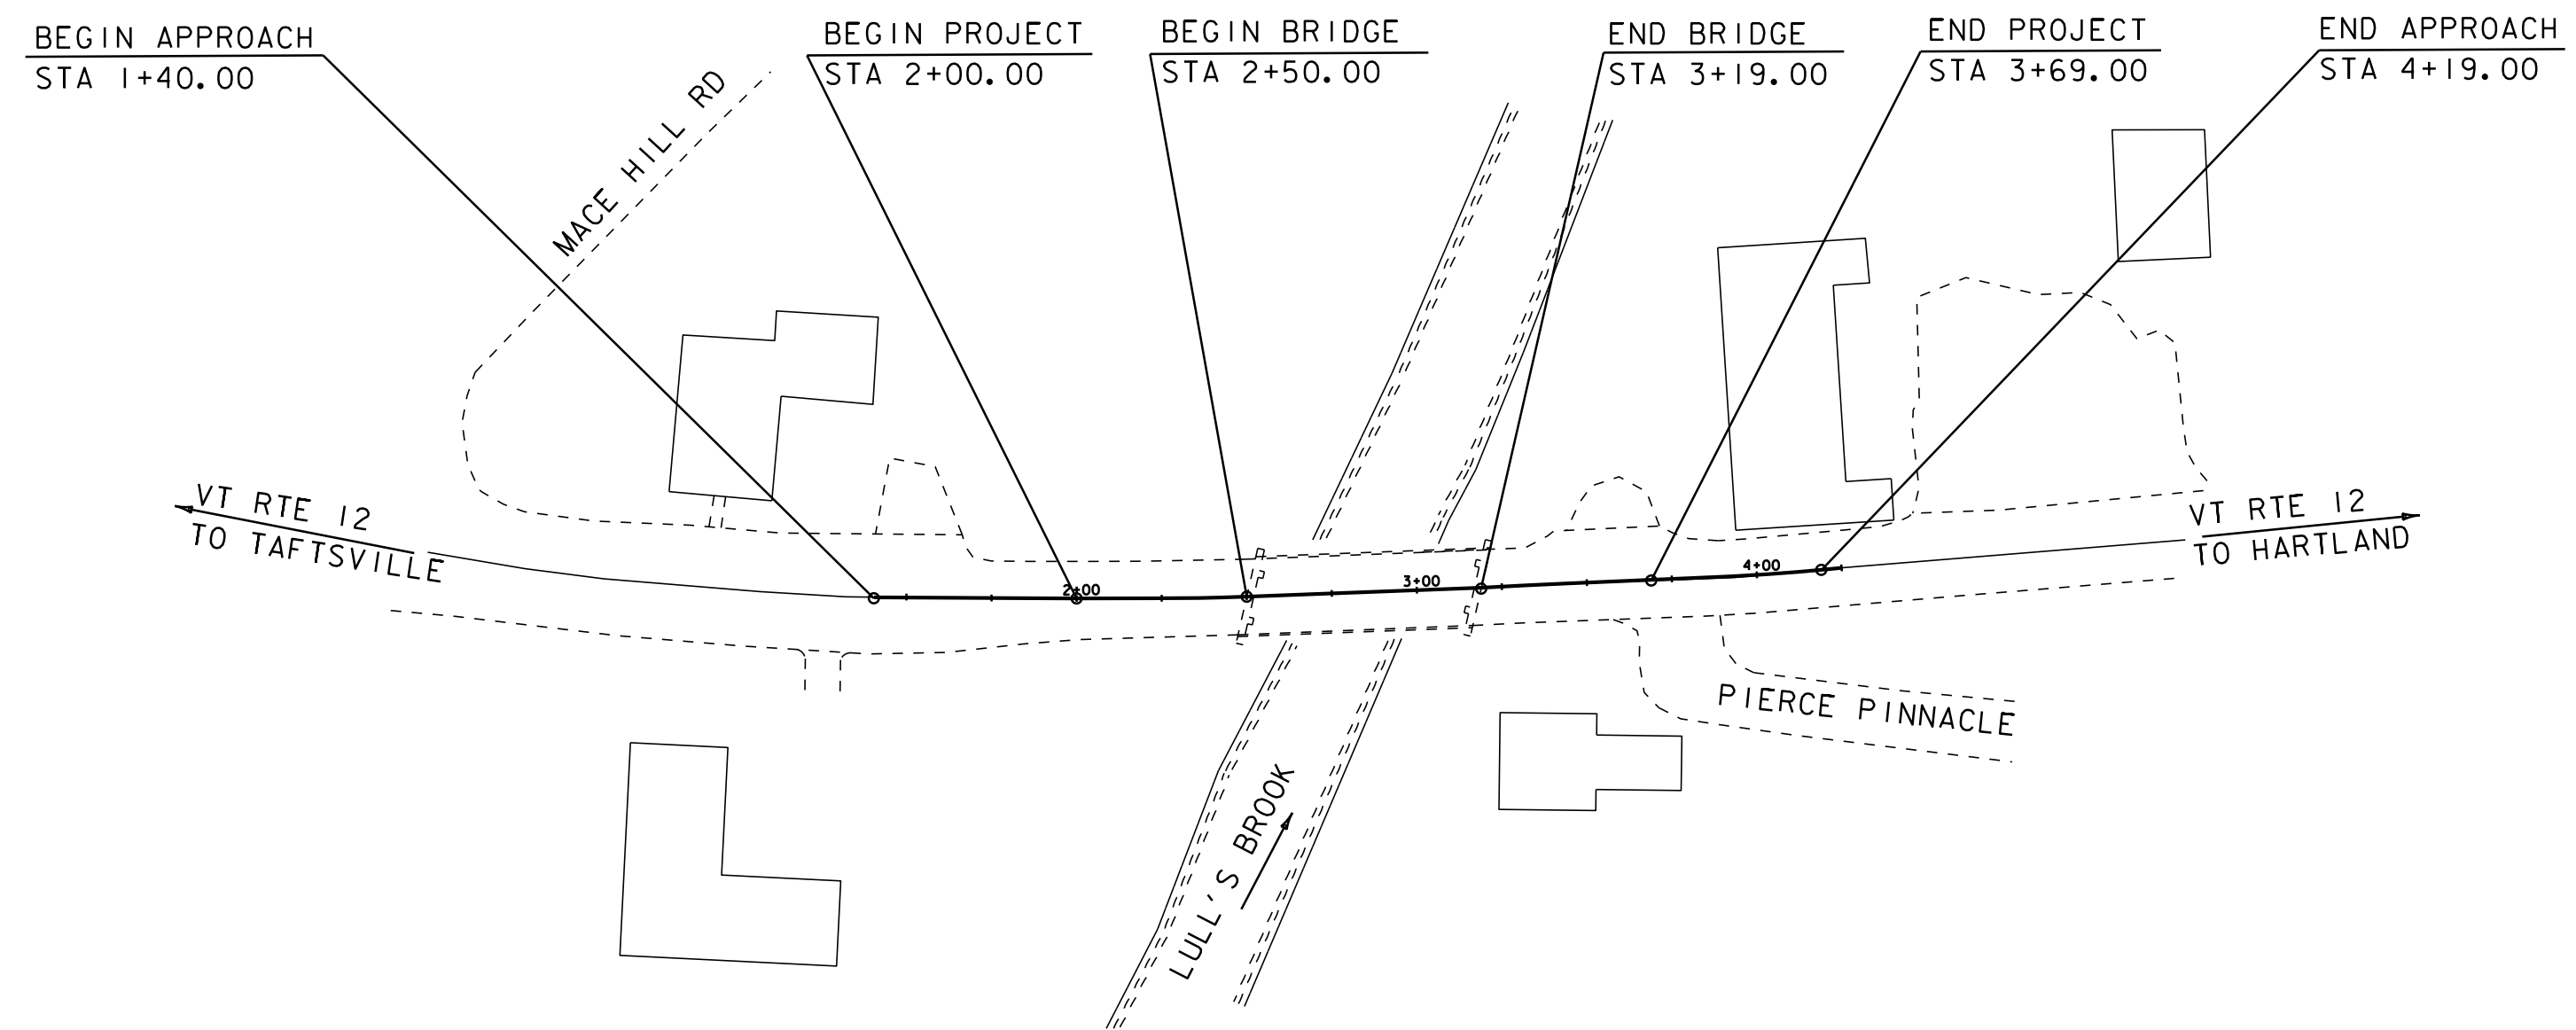 BEGIN APPROACH
STA 1+40.00
BEGIN PROJECT
STA 2+00.00
BEGIN BRIDGE
STA 2+50.00
END BRIDGE
STA 3+19.00
END PROJECT
STA 3+69.00
END APPROACH
STA 4+19.00
MACE HILL RD
VT RTE 12
TO TAFTSVILLE
2+00
3+00
4+00
VT RTE 12
TO HARTLAND
PIERCE PINNACLE
LULL'S BROOK